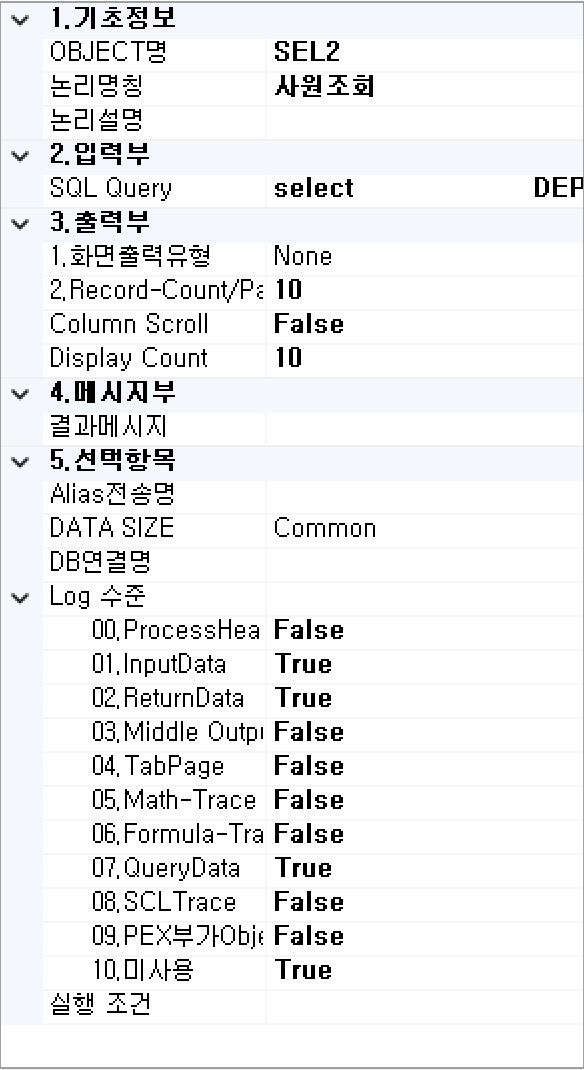 1.기초정보
OBJECT명 SEL2
논리명칭 사원조회
논리설명
2.입력부
SQL Query select DEP
3.출력부
1.화면출력유형 None
2.Record-Count/Pa 10
Column Scroll False
Display Count 10
4.메시지부
결과메시지
5.선택항목
Alias전송명
DATA SIZE Common
DB연결명
Log 수준
00.ProcessHea False
01.InputData True
02.ReturnData True
03.Middle Outp False
04.TabPage False
05.Math-Trace False
06.Formula-Tra False
07.QueryData True
08.SCLTrace False
09.PEX부가Obje False
10.미사용 True
실행 조건